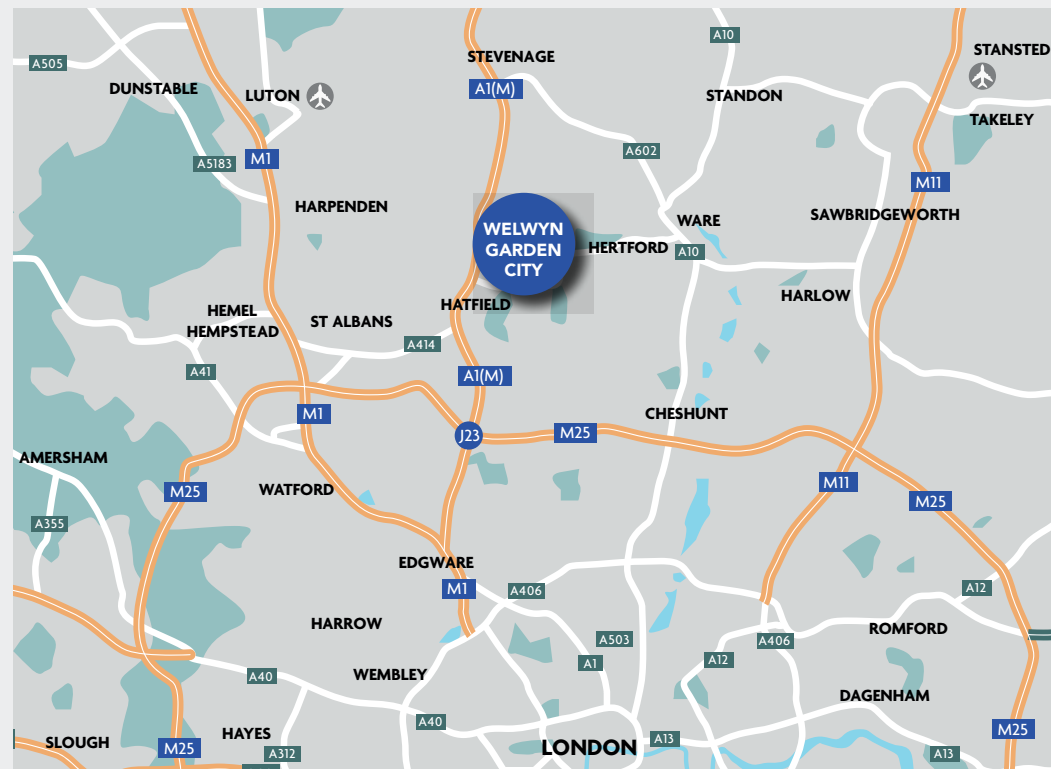 A10
STEVENAGE
STANSTED
A505
DUNSTABLE
LUTON
A1(M)
STANDON
TAKELEY
A5183
M1
A602
M11
HARPENDEN
WARE
SAWBRIDGEWORTH
WELWYN
GARDEN
CITY
HERTFORD
A10
HARLOW
HEMEL
HEMPSTEAD
ST ALBANS
HATFIELD
A414
A41
A1(M)
M1
CHESHUNT
J23
M25
AMERSHAM
M25
WATFORD
M11
M25
A355
EDGWARE
M1
A406
A12
HARROW
A503
A406
ROMFORD
WEMBLEY
A1
A12
A40
DAGENHAM
A40
SLOUGH
M25
HAYES
A312
LONDON
A13
A13
M25